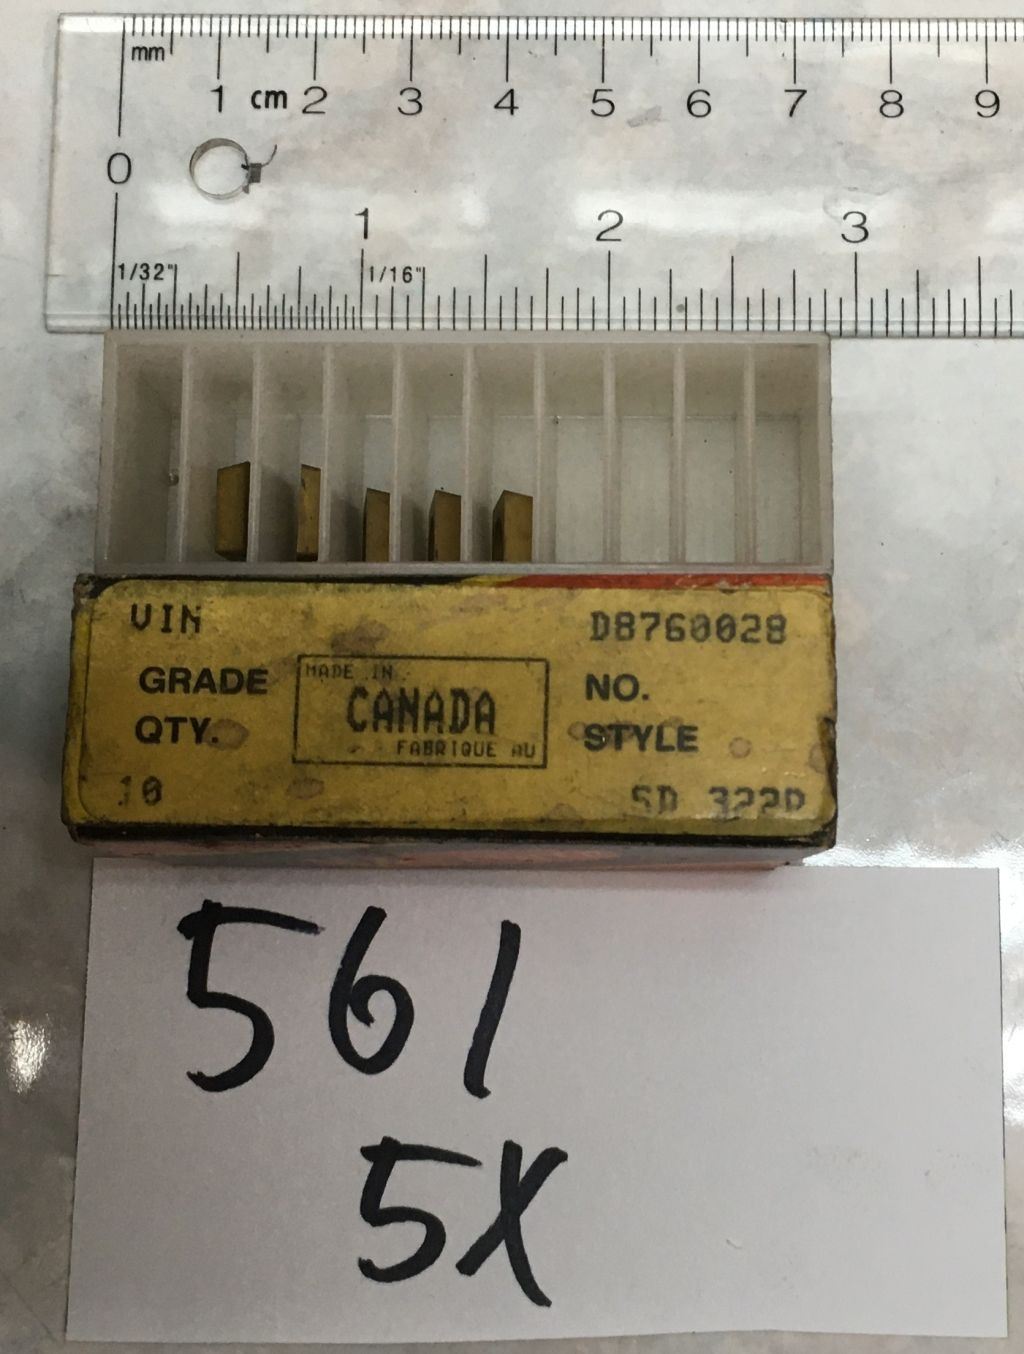 mm
1 cm 2 3 4 5 6 7 8 9
0
1 2 3
1/32" 1/16"
VIN D8760028
GRADE NO.
MADE IN
CANADA
FABRIQUE AU
QTY. STYLE
10 SD 322P
561
5X